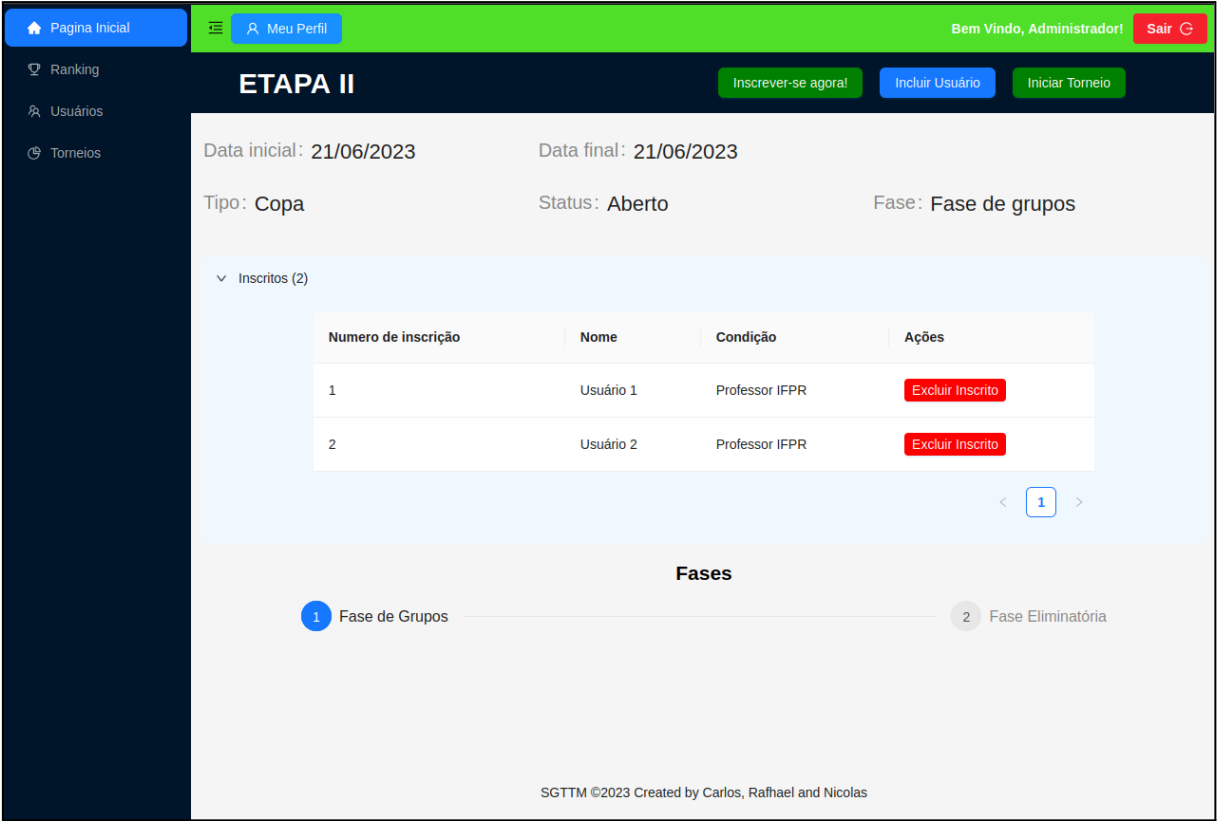 Pagina Inicial
Meu Perfil
Bem Vindo, Administrador!
Sair
Ranking
Usuários
Torneios
ETAPA II
Inscrever-se agora!
Incluir Usuário
Iniciar Torneio
Data inicial: 21/06/2023
Data final: 21/06/2023
Tipo: Copa
Status: Aberto
Fase: Fase de grupos
Inscritos (2)
Numero de inscrição Nome Condição Ações
1 Usuário 1 Professor IFPR Excluir Inscrito
2 Usuário 2 Professor IFPR Excluir Inscrito
< 1 >
Fases
1 Fase de Grupos
2 Fase Eliminatória
SGTTM ©2023 Created by Carlos, Rafhael and Nicolas